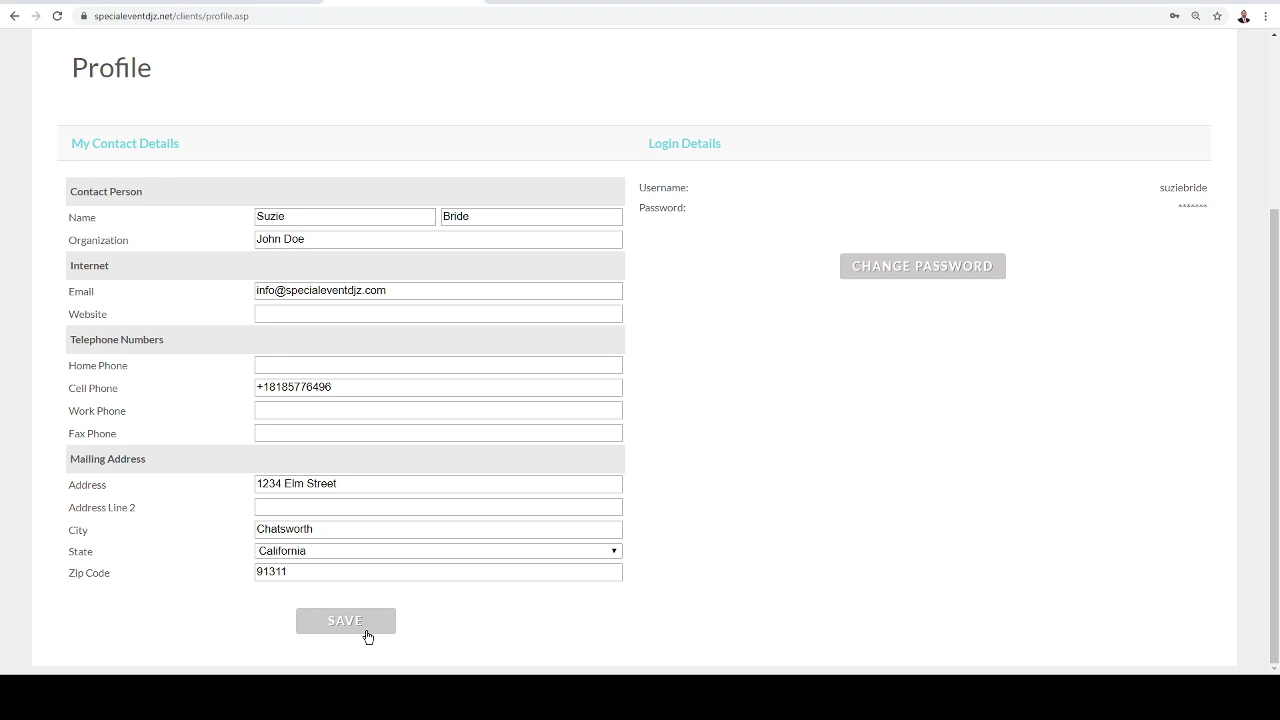 specialeventdjz.net/clients/profile.asp
Profile
My Contact Details
Login Details
Contact Person
Name Suzie Bride
Organization John Doe
Internet
Email info@specialeventdjz.com
Website
Telephone Numbers
Home Phone
Cell Phone +18185776496
Work Phone
Fax Phone
Mailing Address
Address 1234 Elm Street
Address Line 2
City Chatsworth
State California
Zip Code 91311
SAVE
Username: suziebride
Password: *******
CHANGE PASSWORD